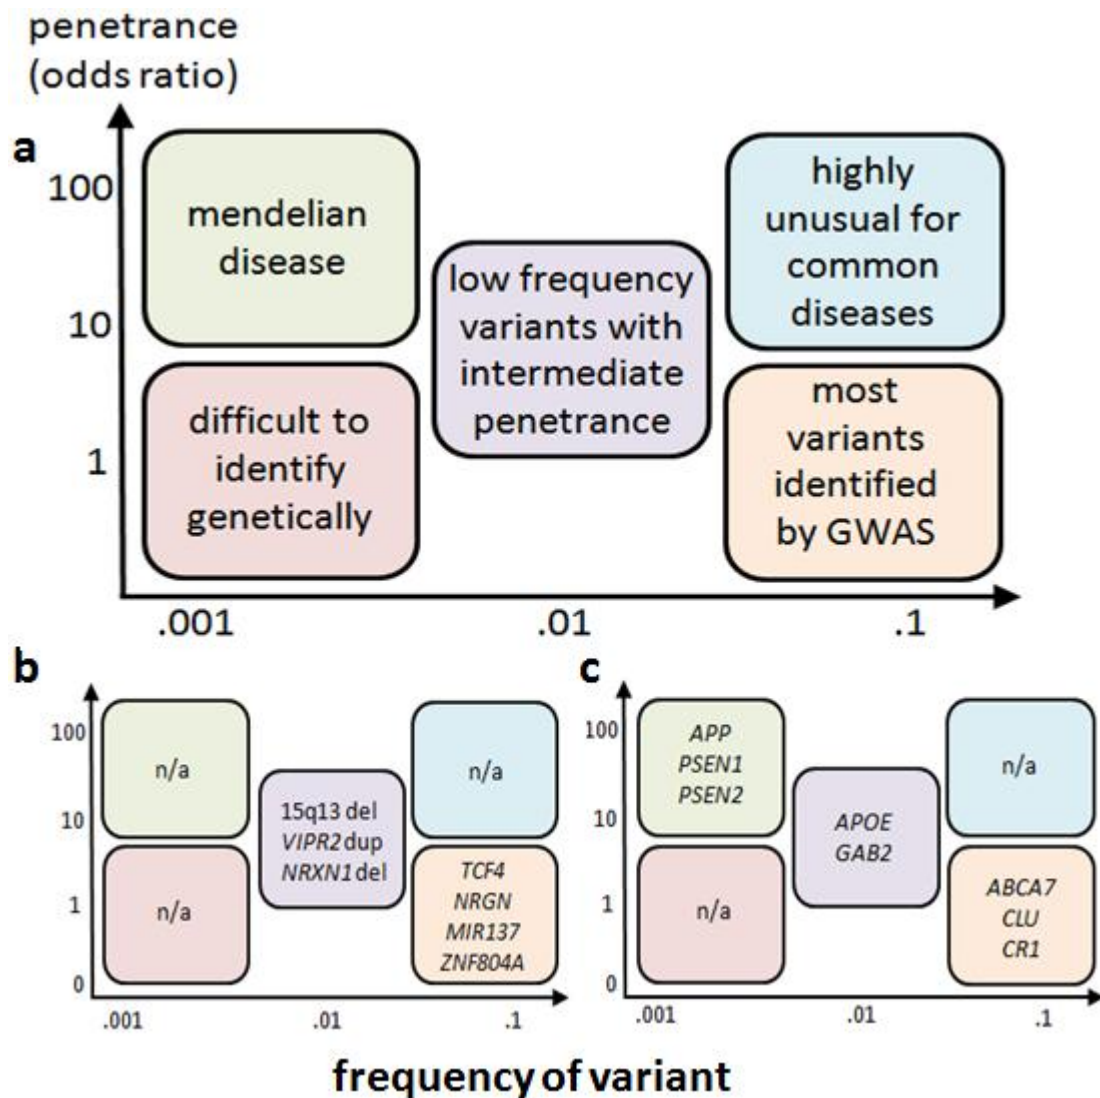 penetrance
(odds ratio)
a
100
10
1
mendelian
disease
difficult to
identify
genetically
low frequency
variants with
intermediate
penetrance
highly
unusual for
common
diseases
most
variants
identified
by GWAS
.001
.01
.1
b
100
10
1
0
n/a
n/a
15q13 del
VIPR2 dup
NRXN1 del
n/a
TCF4
NRGN
MIR137
ZNF804A
.001
.01
.1
c
100
10
1
0
APP
PSEN1
PSEN2
n/a
APOE
GAB2
n/a
ABCA7
CLU
CR1
.001
.01
.1
frequency of variant